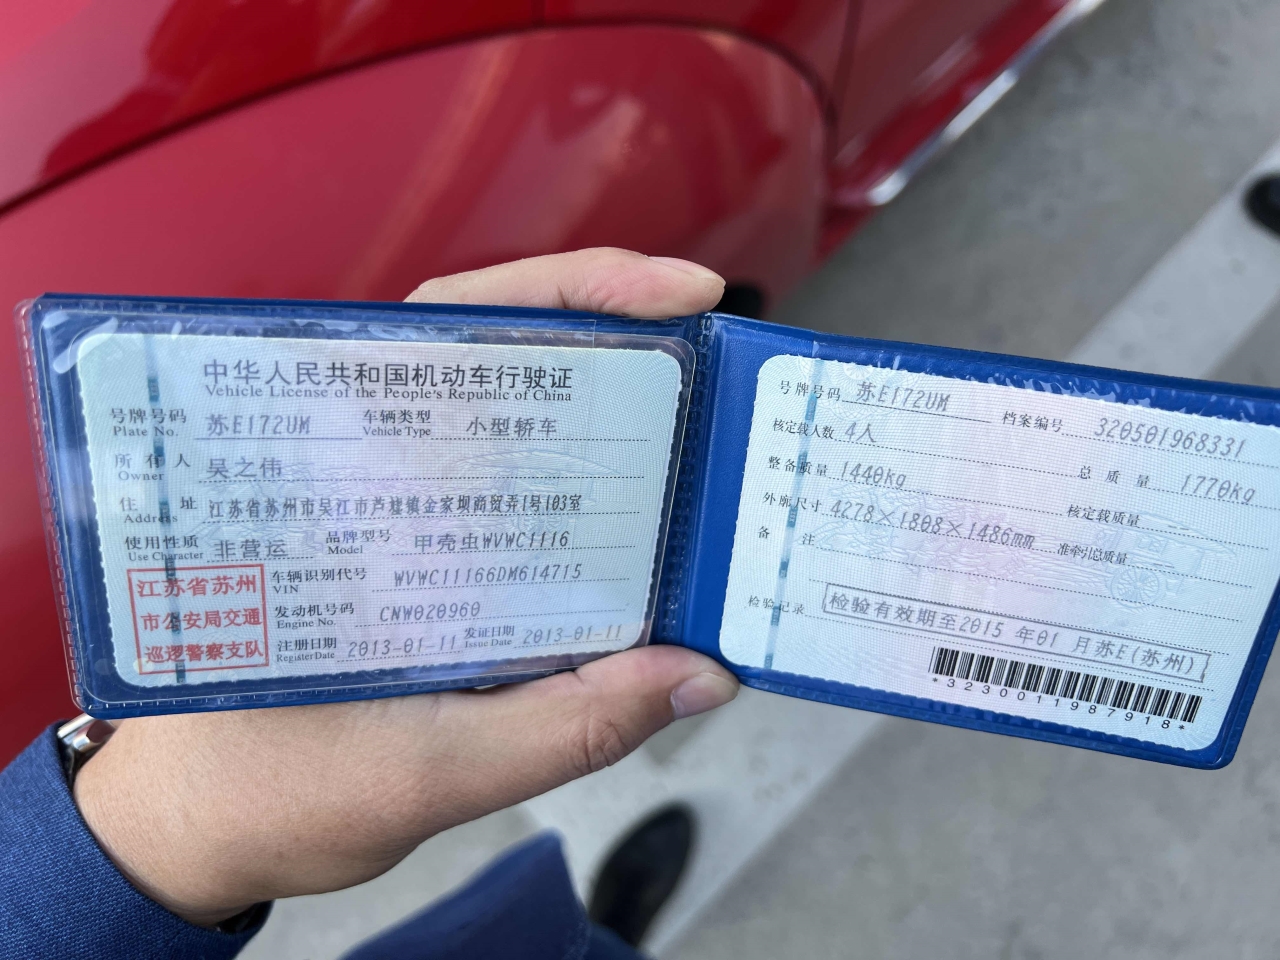 中华人民共和国机动车行驶证
Vehicle License of the People's Republic of China
号牌号码 苏E172UM 车辆类型 小型轿车
Plate No. Vehicle Type
所有人 吴之伟
Owner
住址 江苏省苏州市吴江市芦墟镇金家坝商贸弄1号103室
Address
使用性质 非营运 品牌型号 甲壳虫WVWC1116
Use Character Model
江苏省苏州
市公安局交通
巡逻警察支队
车辆识别代号 WVWC11166DM614715
VIN
发动机号码 CNW020960
Engine No.
注册日期 2013-01-11 发证日期 2013-01-11
Register Date Issue Date
号牌号码 苏E172UM 档案编号 320501968331
核定载人数 4人 总质量 1770kg
整备质量 1440kg 核定载质量
外廓尺寸 4278×1808×1486mm 准牵引总质量
备注
检验记录 检验有效期至2015年01月苏E(苏州)
*3230011987918*